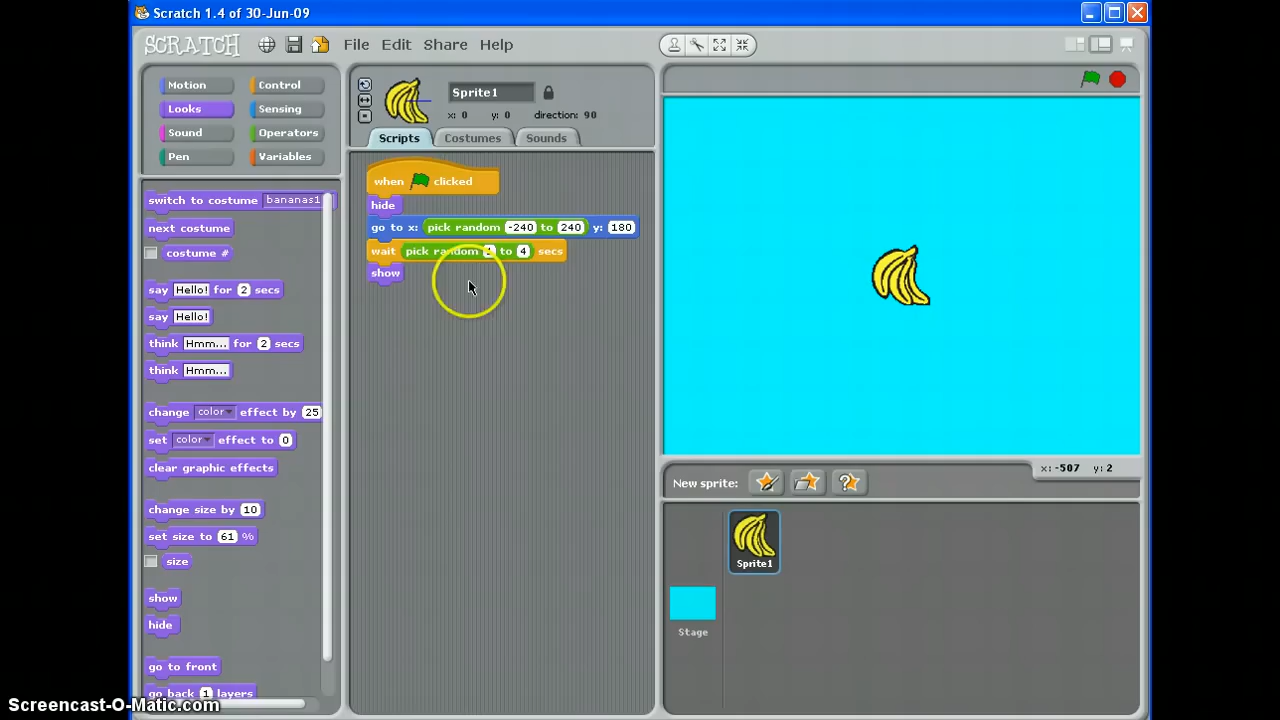 Scratch 1.4 of 30-Jun-09
SCRATCH File Edit Share Help
Motion Control
Looks Sensing
Sound Operators
Pen Variables
Sprite1
x: 0 y: 0 direction: 90
Scripts Costumes Sounds
when clicked
hide
go to x: pick random -240 to 240 y: 180
wait pick random to 4 secs
show
switch to costume bananas1
next costume
costume #
say Hello! for 2 secs
say Hello!
think Hmm... for 2 secs
think Hmm...
change color effect by 25
set color effect to 0
clear graphic effects
change size by 10
set size to 61 %
size
show
hide
go to front
go back 1 layers
x: -507 y: 2
New sprite:
Sprite1
Stage
Screencast-O-Matic.com